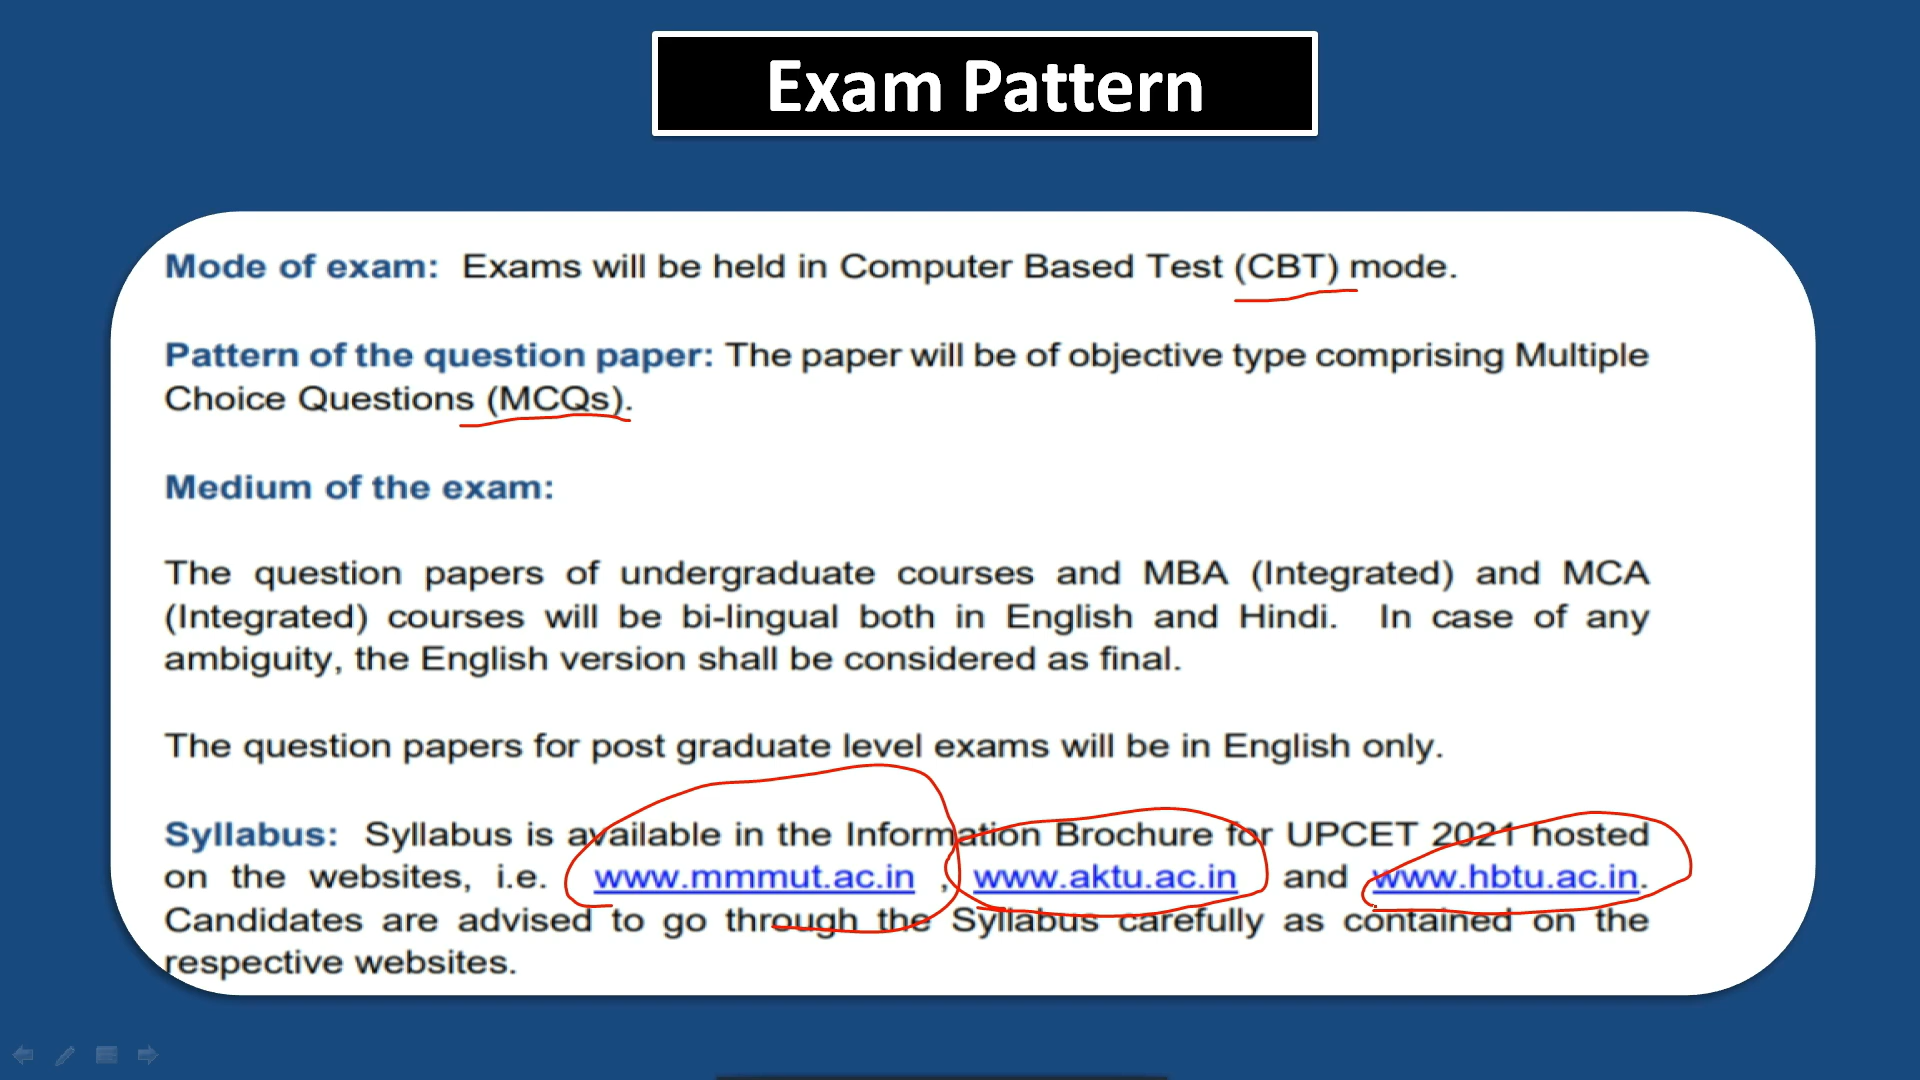 Exam Pattern
Mode of exam: Exams will be held in Computer Based Test (CBT) mode.
Pattern of the question paper: The paper will be of objective type comprising Multiple
Choice Questions (MCQs).
Medium of the exam:
The question papers of undergraduate courses and MBA (Integrated) and MCA
(Integrated) courses will be bi-lingual both in English and Hindi. In case of any
ambiguity, the English version shall be considered as final.
The question papers for post graduate level exams will be in English only.
Syllabus: Syllabus is available in the Information Brochure for UPCET 2021 hosted
on the websites, i.e. www.mmmut.ac.in , www.aktu.ac.in and www.hbtu.ac.in.
Candidates are advised to go through the Syllabus carefully as contained on the
respective websites.